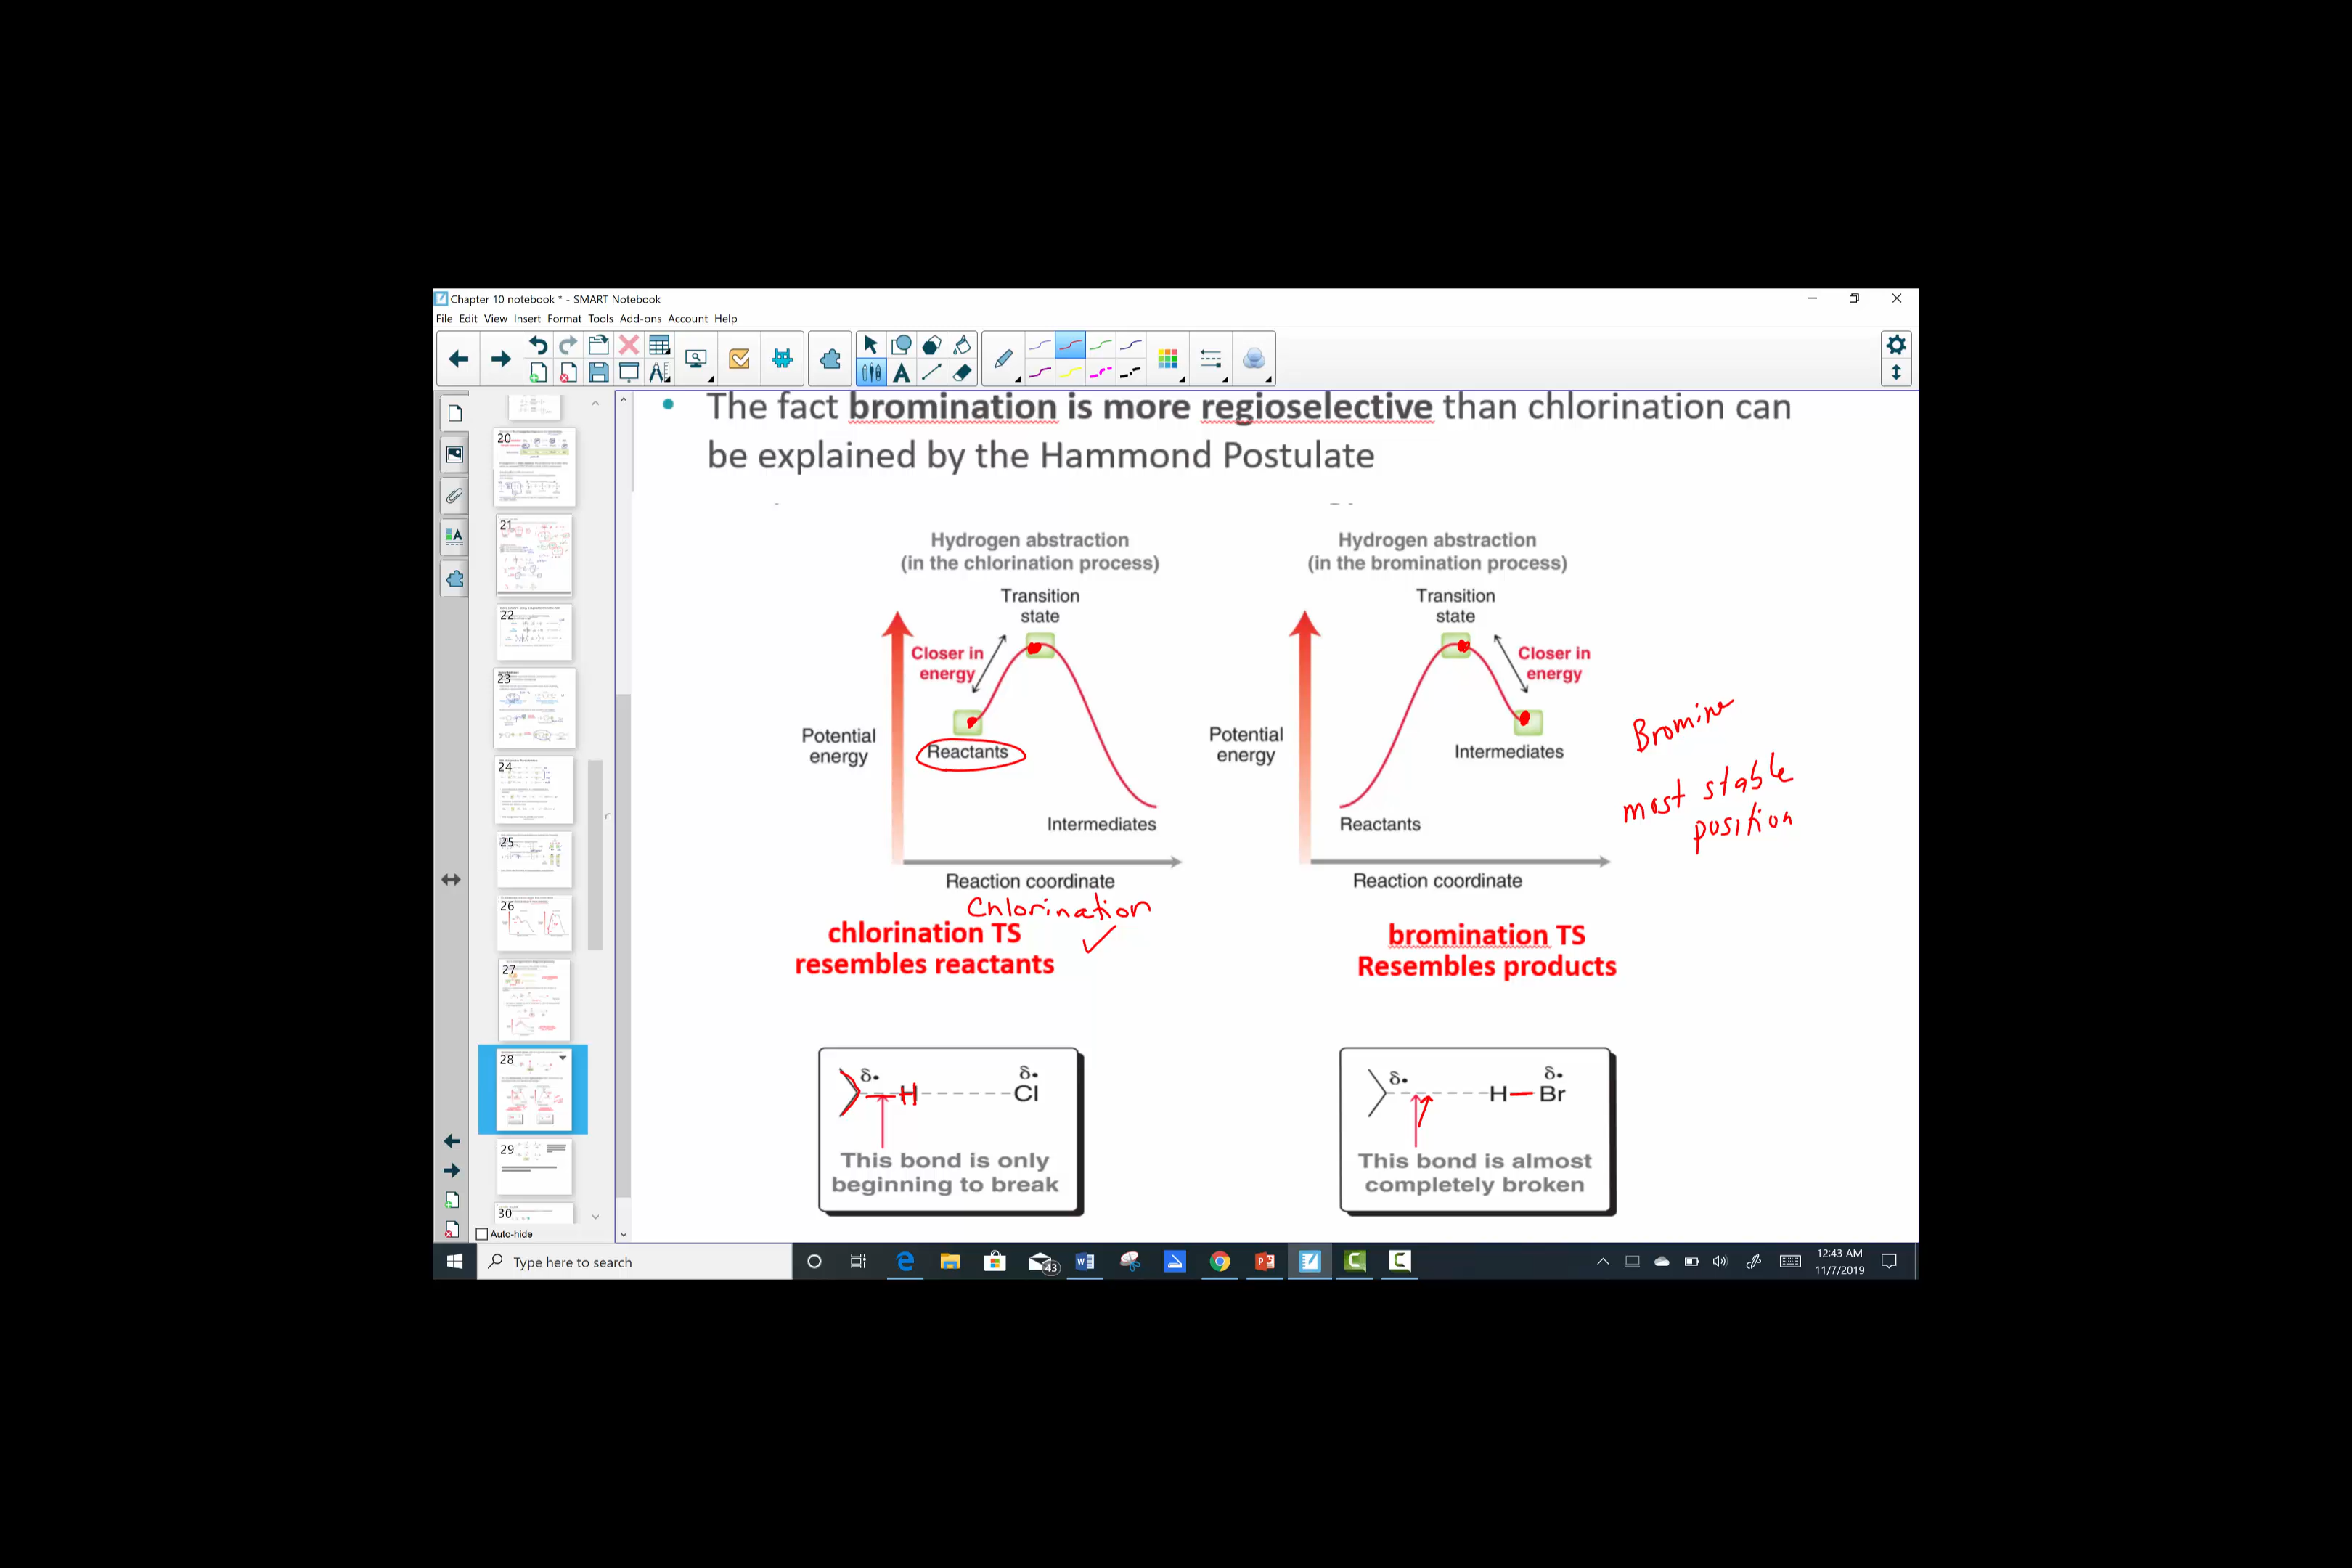 Chapter 10 notebook * - SMART Notebook
File Edit View Insert Format Tools Add-ons Account Help
• The fact bromination is more regioselective than chlorination can
be explained by the Hammond Postulate
Hydrogen abstraction
(in the chlorination process)
Transition
state
Closer in
energy
Potential
energy
Reactants
Intermediates
Reaction coordinate
Chlorination
chlorination TS
resembles reactants
δ•
H
δ•
Cl
This bond is only
beginning to break
Hydrogen abstraction
(in the bromination process)
Transition
state
Closer in
energy
Potential
energy
Intermediates
Reactants
Reaction coordinate
Bromine
most stable
position
bromination TS
Resembles products
δ•
H
δ•
Br
This bond is almost
completely broken
20
21
22
23
24
25
26
27
28
29
30
Auto-hide
Type here to search
43
12:43 AM
11/7/2019